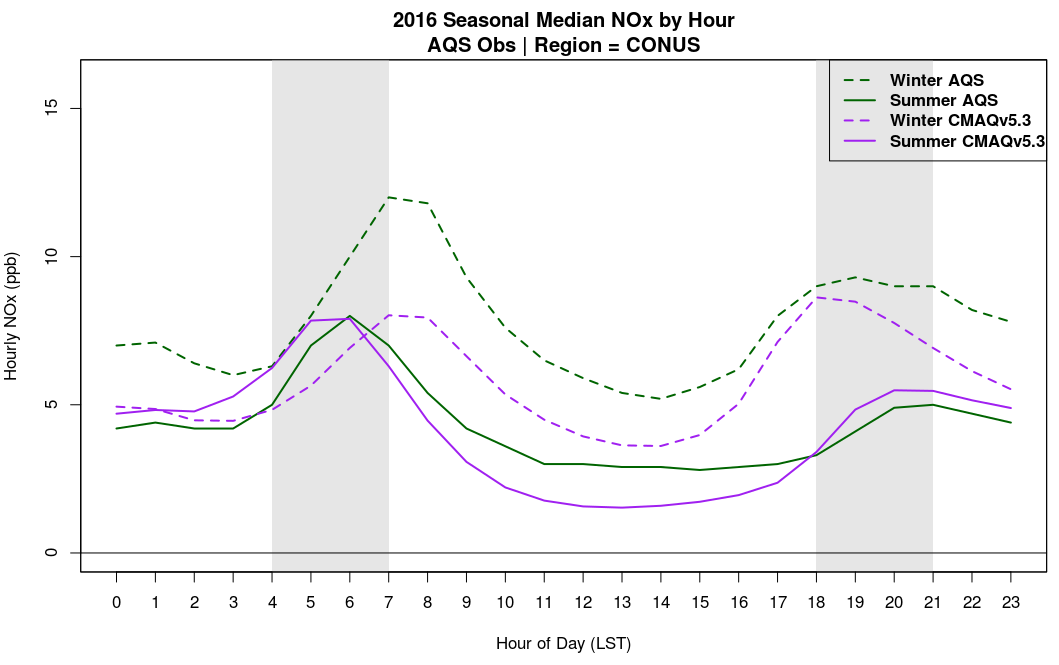 2016 Seasonal Median NOx by Hour
AQS Obs | Region = CONUS
Winter AQS
Summer AQS
Winter CMAQv5.3
Summer CMAQv5.3
Hourly NOx (ppb)
15
10
5
0
0 1 2 3 4 5 6 7 8 9 10 11 12 13 14 15 16 17 18 19 20 21 22 23
Hour of Day (LST)